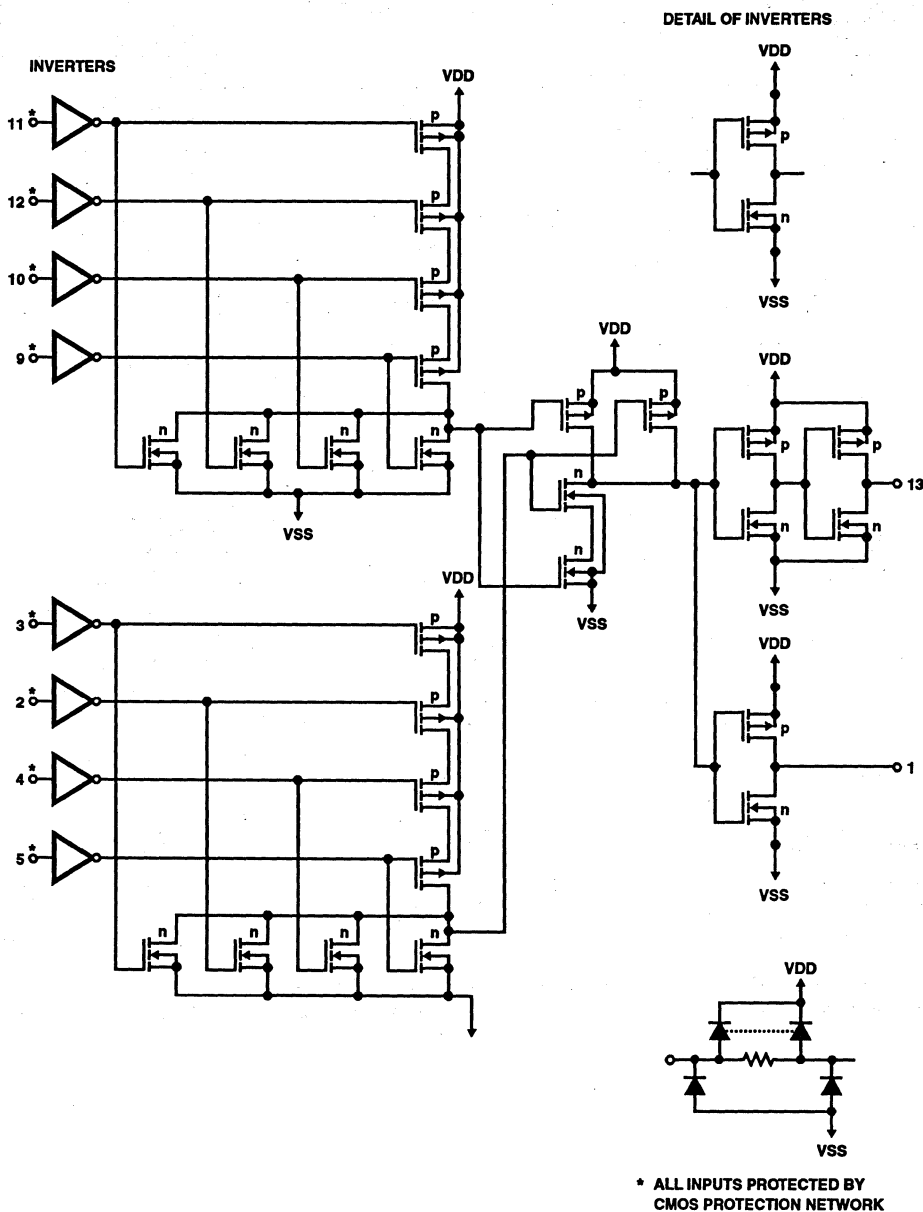 DETAIL OF INVERTERS
VDD
INVERTERS
VDD
p
11 *
p
12 *
p
n
10 *
p
VSS
9 *
p
VDD
VDD
p
p
p
p
n
n
n
n
n
13
n
n
VSS
n
VSS
VDD
VSS
3 *
p
VDD
2 *
p
p
4 *
p
1
n
5 *
p
VSS
n
n
n
n
VDD
VSS
* ALL INPUTS PROTECTED BY
CMOS PROTECTION NETWORK